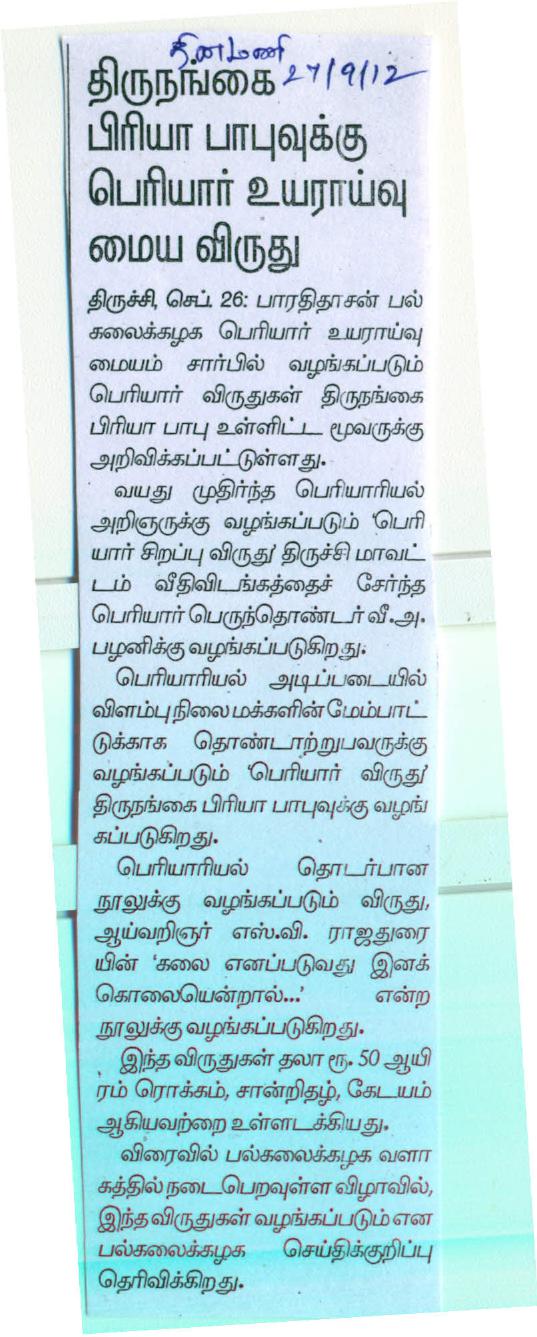 தினமணி
27/9/12
திருநங்கை
பிரியா பாபுவுக்கு
பெரியார் உயராய்வு
மைய விருது
திருச்சி, செப். 26: பாரதிதாசன் பல்
கலைக்கழக பெரியார் உயராய்வு
மையம் சார்பில் வழங்கப்படும்
பெரியார் விருதுகள் திருநங்கை
பிரியா பாபு உள்ளிட்ட மூவருக்கு
அறிவிக்கப்பட்டுள்ளது.
வயது முதிர்ந்த பெரியாரியல்
அறிஞருக்கு வழங்கப்படும் 'பெரி
யார் சிறப்பு விருது' திருச்சி மாவட்
டம் வீதிவிடங்கத்தைச் சேர்ந்த
பெரியார் பெருந்தொண்டர் வீ.அ.
பழனிக்கு வழங்கப்படுகிறது.
பெரியாரியல் அடிப்படையில்
விளம்பு நிலை மக்களின் மேம்பாட்
டுக்காக தொண்டாற்றுபவருக்கு
வழங்கப்படும் 'பெரியார் விருது'
திருநங்கை பிரியா பாபுவுக்கு வழங்
கப்படுகிறது.
பெரியாரியல் தொடர்பான
நூலுக்கு வழங்கப்படும் விருது,
ஆய்வறிஞர் எஸ்.வி. ராஜதுரை
யின் 'கலை எனப்படுவது இனக்
கொலையென்றால்...' என்ற
நூலுக்கு வழங்கப்படுகிறது.
இந்த விருதுகள் தலா ரூ. 50 ஆயி
ரம் ரொக்கம், சான்றிதழ், கேடயம்
ஆகியவற்றை உள்ளடக்கியது.
விரைவில் பல்கலைக்கழக வளா
கத்தில் நடைபெறவுள்ள விழாவில்,
இந்த விருதுகள் வழங்கப்படும் என
பல்கலைக்கழக செய்திக்குறிப்பு
தெரிவிக்கிறது.